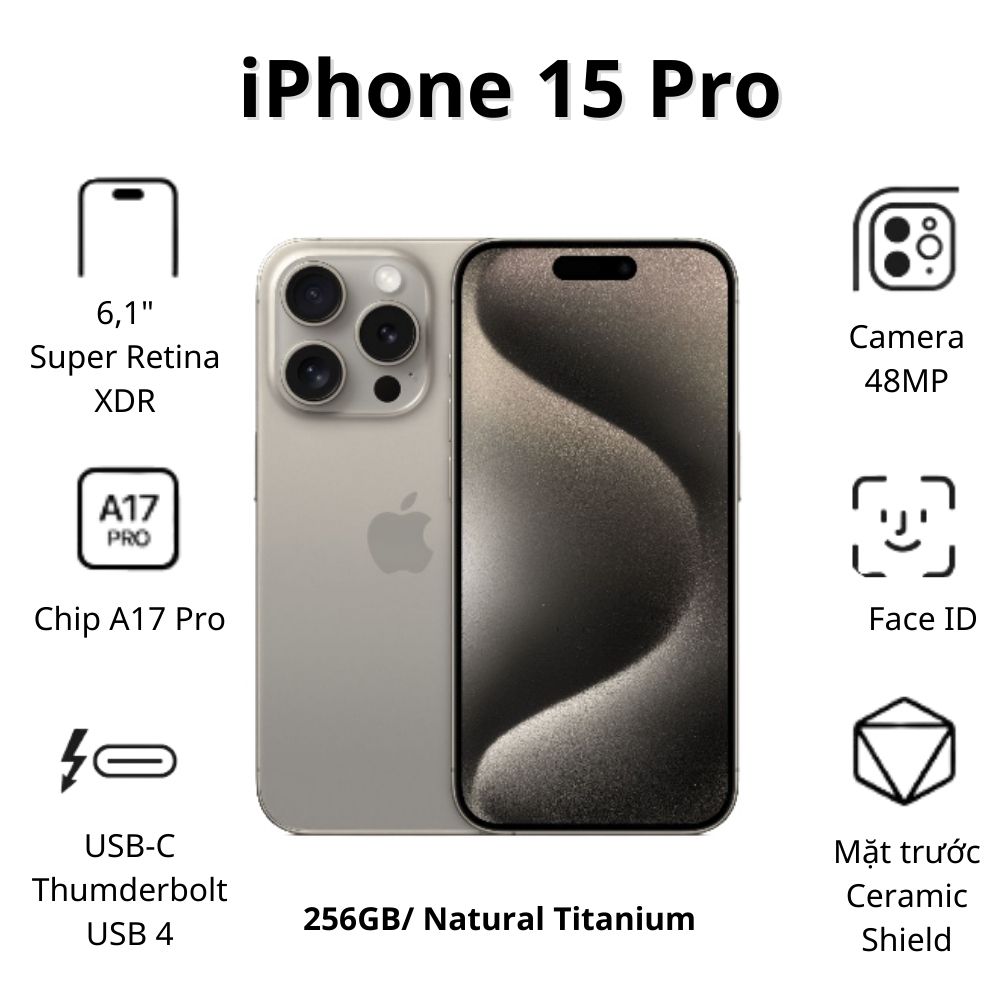 iPhone 15 Pro
6,1"
Super Retina
XDR
Camera
48MP
A17
PRO
Chip A17 Pro
Face ID
USB-C
Thumderbolt
USB 4
Mặt trước
Ceramic
Shield
256GB/ Natural Titanium